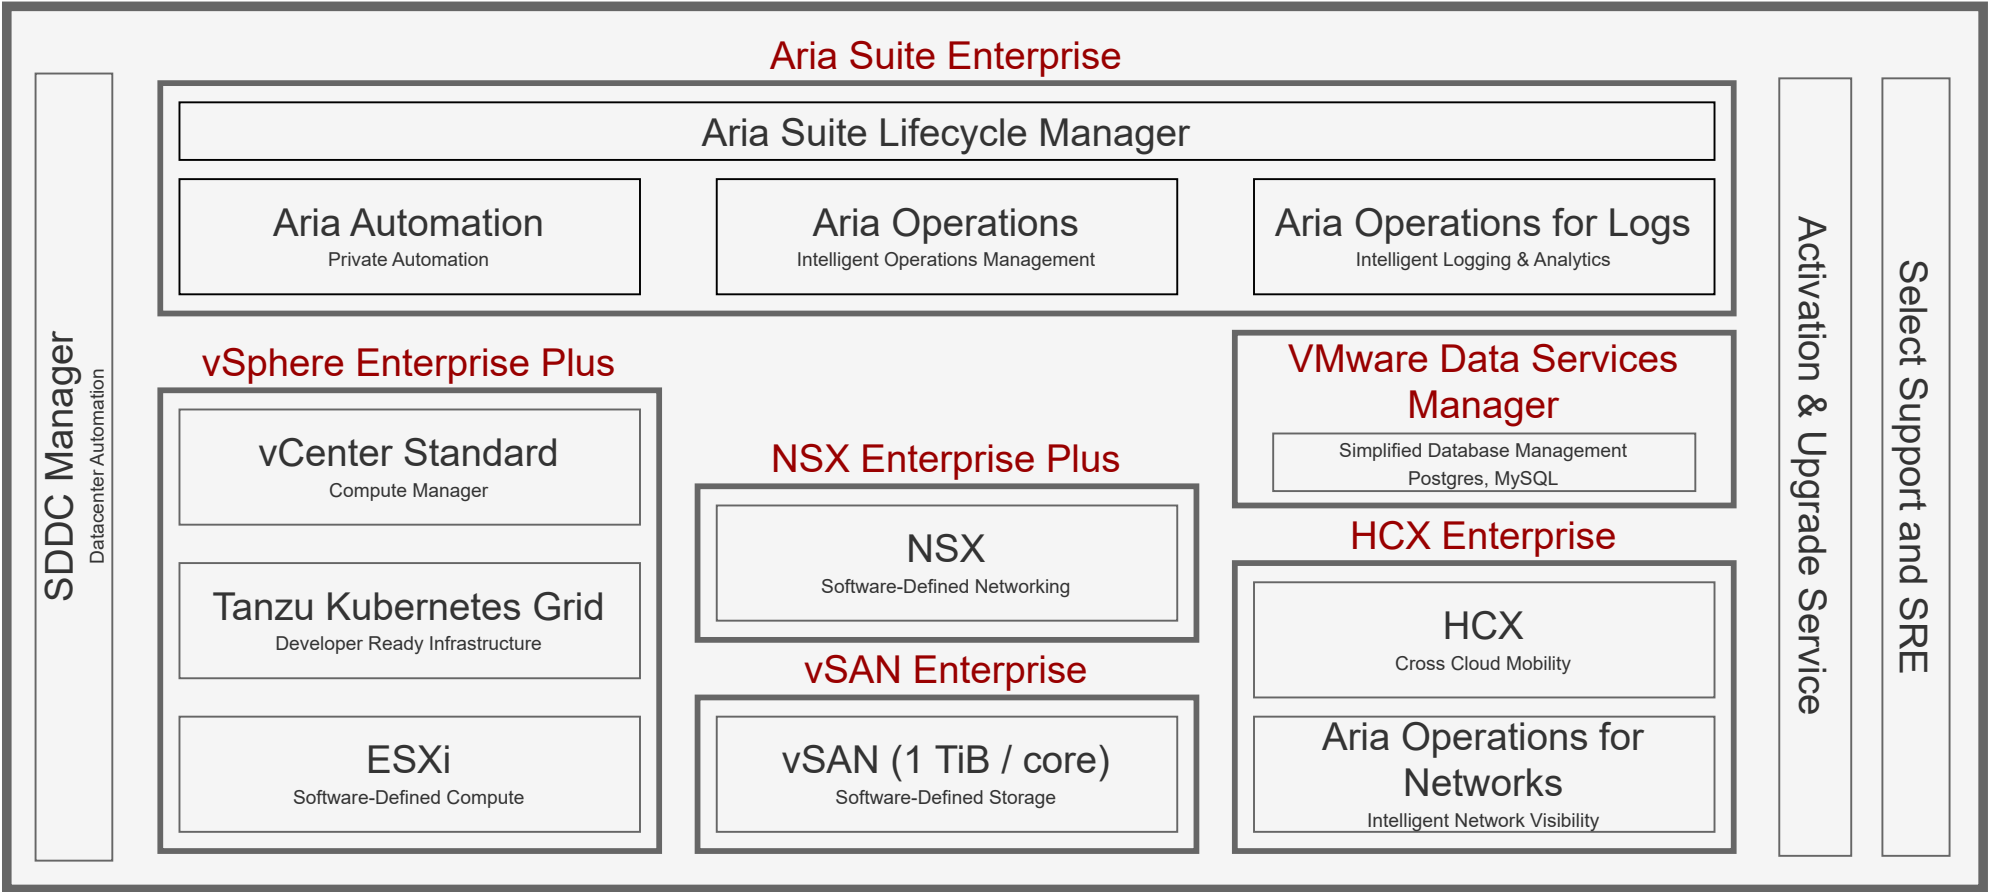 Aria Suite Enterprise
Aria Suite Lifecycle Manager
Aria Automation
Private Automation
Aria Operations
Intelligent Operations Management
Aria Operations for Logs
Intelligent Logging & Analytics
SDDC Manager
Datacenter Automation
vSphere Enterprise Plus
vCenter Standard
Compute Manager
Tanzu Kubernetes Grid
Developer Ready Infrastructure
ESXi
Software-Defined Compute
NSX Enterprise Plus
NSX
Software-Defined Networking
vSAN Enterprise
vSAN (1 TiB / core)
Software-Defined Storage
VMware Data Services
Manager
Simplified Database Management
Postgres, MySQL
HCX Enterprise
HCX
Cross Cloud Mobility
Aria Operations for
Networks
Intelligent Network Visibility
Activation & Upgrade Service
Select Support and SRE